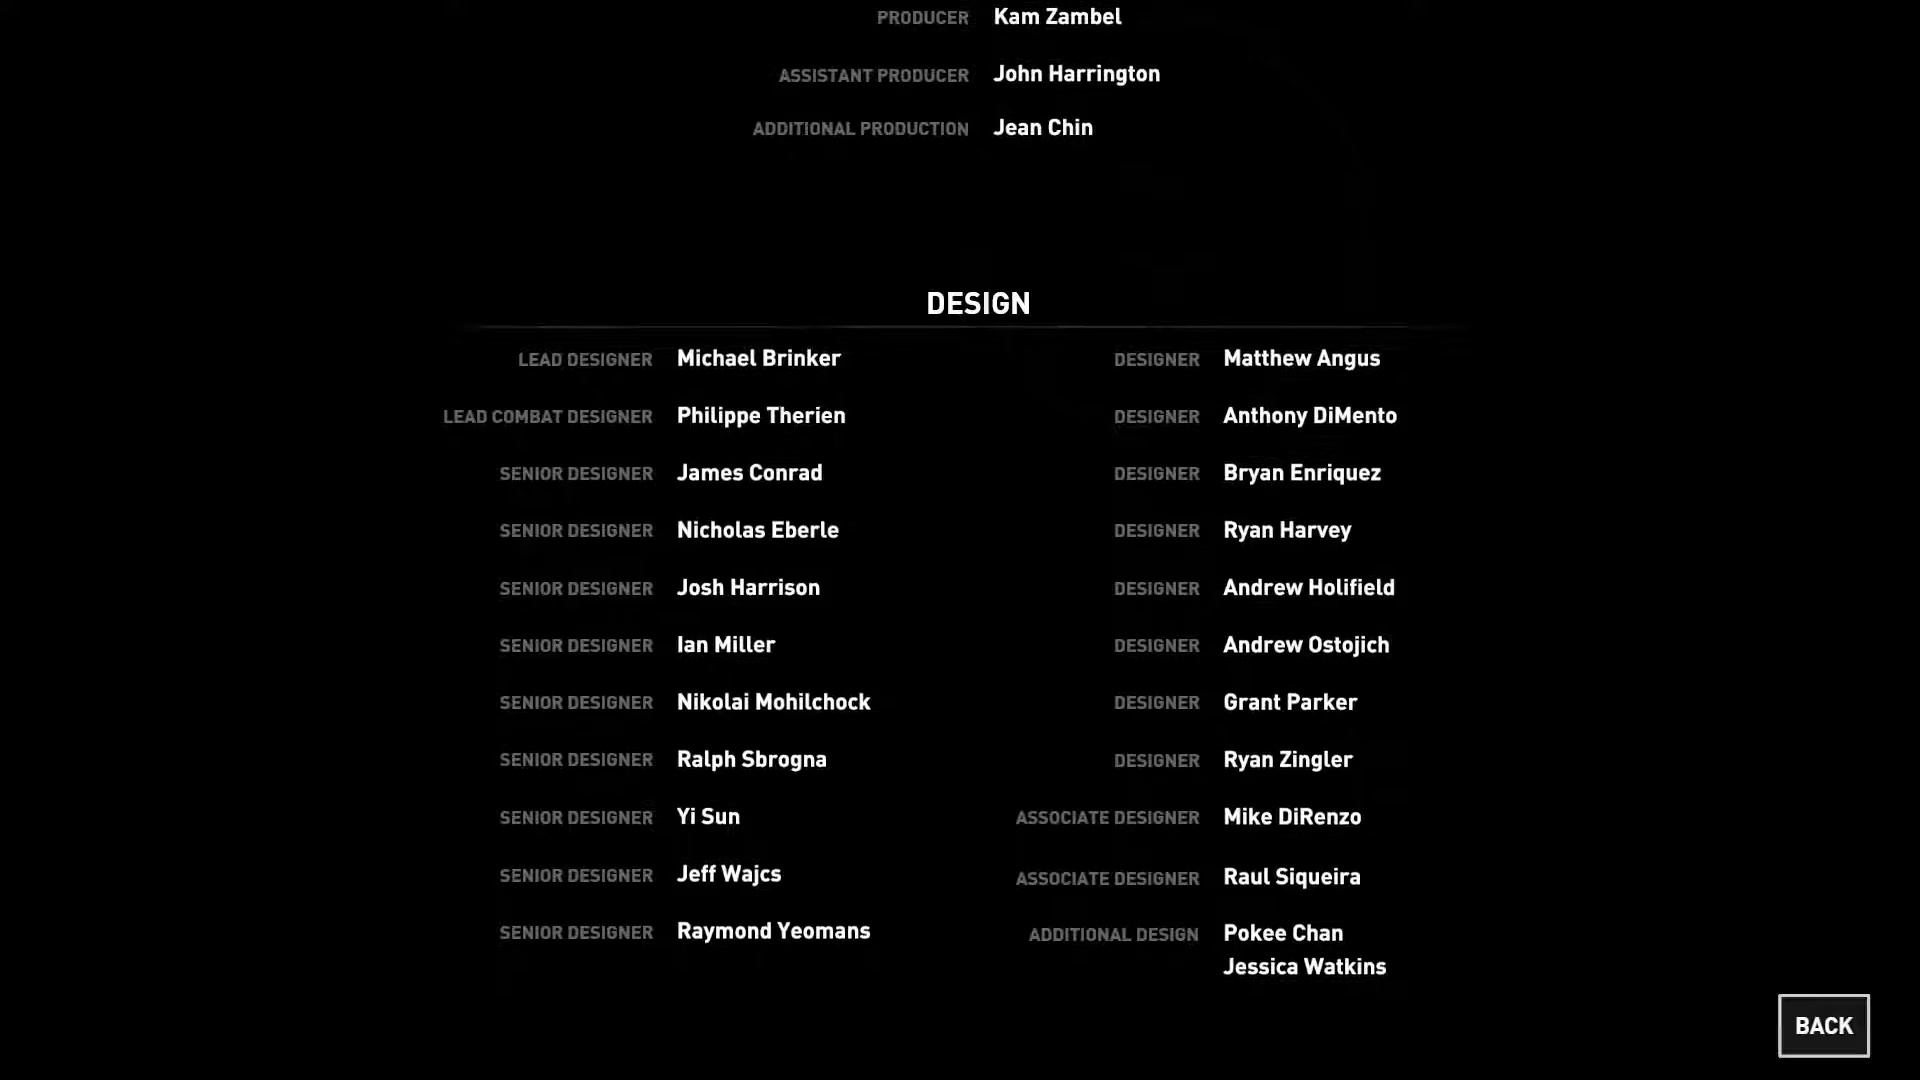 PRODUCER Kam Zambel
ASSISTANT PRODUCER John Harrington
ADDITIONAL PRODUCTION Jean Chin
DESIGN
LEAD DESIGNER Michael Brinker
LEAD COMBAT DESIGNER Philippe Therien
SENIOR DESIGNER James Conrad
SENIOR DESIGNER Nicholas Eberle
SENIOR DESIGNER Josh Harrison
SENIOR DESIGNER Ian Miller
SENIOR DESIGNER Nikolai Mohilchock
SENIOR DESIGNER Ralph Sbrogna
SENIOR DESIGNER Yi Sun
SENIOR DESIGNER Jeff Wajcs
SENIOR DESIGNER Raymond Yeomans
DESIGNER Matthew Angus
DESIGNER Anthony DiMento
DESIGNER Bryan Enriquez
DESIGNER Ryan Harvey
DESIGNER Andrew Holifield
DESIGNER Andrew Ostojich
DESIGNER Grant Parker
DESIGNER Ryan Zingler
ASSOCIATE DESIGNER Mike DiRenzo
ASSOCIATE DESIGNER Raul Siqueira
ADDITIONAL DESIGN Pokee Chan
Jessica Watkins
BACK